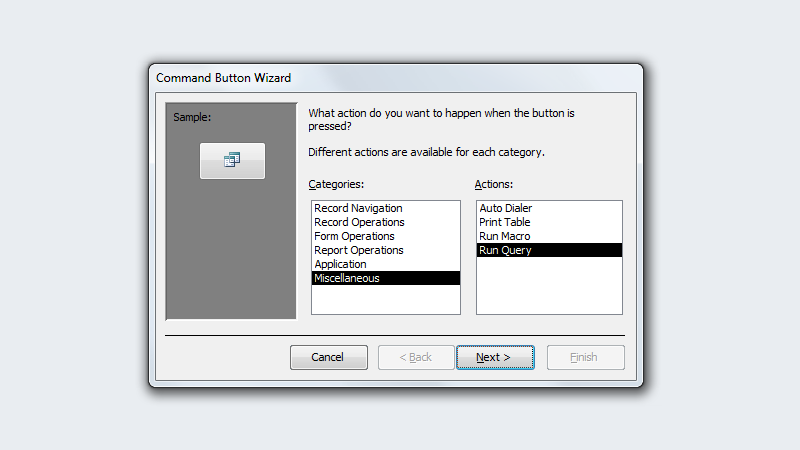 Command Button Wizard
Sample:
What action do you want to happen when the button is
pressed?
Different actions are available for each category.
Categories:
Actions:
Record Navigation
Record Operations
Form Operations
Report Operations
Application
Miscellaneous
Auto Dialer
Print Table
Run Macro
Run Query
Cancel
< Back
Next >
Finish